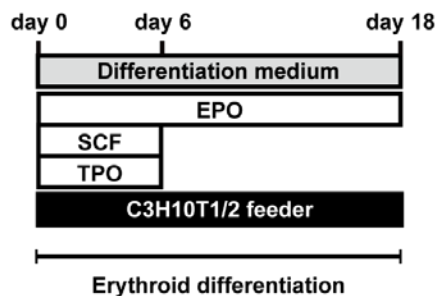 day 0 day 6 day 18
Differentiation medium
EPO
SCF
TPO
C3H10T1/2 feeder
Erythroid differentiation